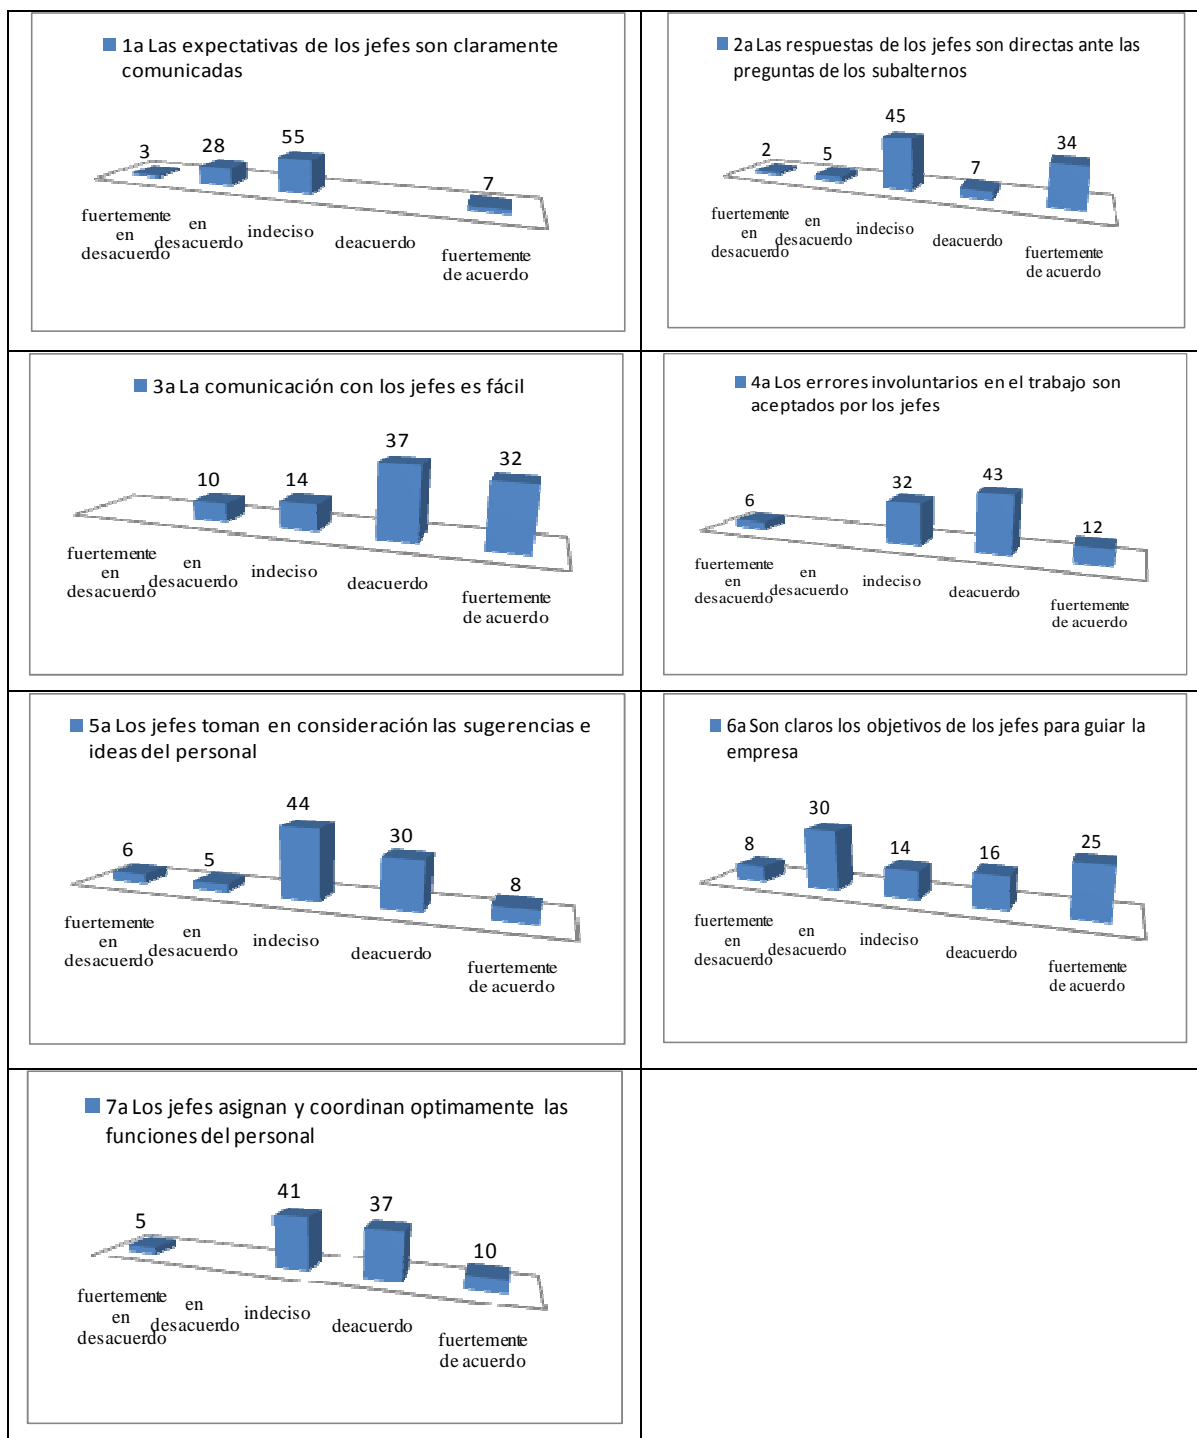 1a Las expectativas de los jefes son claramente
comunicadas
3
28
55
7
fuertemente
en
desacuerdo
en
desacuerdo
indeciso
deacuerdo
fuertemente
de acuerdo
2a Las respuestas de los jefes son directas ante las
preguntas de los subalternos
2
5
45
7
34
fuertemente
en
desacuerdo
en
desacuerdo
indeciso
deacuerdo
fuertemente
de acuerdo
3a La comunicación con los jefes es fácil
10
14
37
32
fuertemente
en
desacuerdo
en
desacuerdo
indeciso
deacuerdo
fuertemente
de acuerdo
4a Los errores involuntarios en el trabajo son
aceptados por los jefes
6
32
43
12
fuertemente
en
desacuerdo
en
desacuerdo
indeciso
deacuerdo
fuertemente
de acuerdo
5a Los jefes toman en consideración las sugerencias e
ideas del personal
6
5
44
30
8
fuertemente
en
desacuerdo
en
desacuerdo
indeciso
deacuerdo
fuertemente
de acuerdo
6a Son claros los objetivos de los jefes para guiar la
empresa
8
30
14
16
25
fuertemente
en
desacuerdo
en
desacuerdo
indeciso
deacuerdo
fuertemente
de acuerdo
7a Los jefes asignan y coordinan optimamente las
funciones del personal
5
41
37
10
fuertemente
en
desacuerdo
en
desacuerdo
indeciso
deacuerdo
fuertemente
de acuerdo